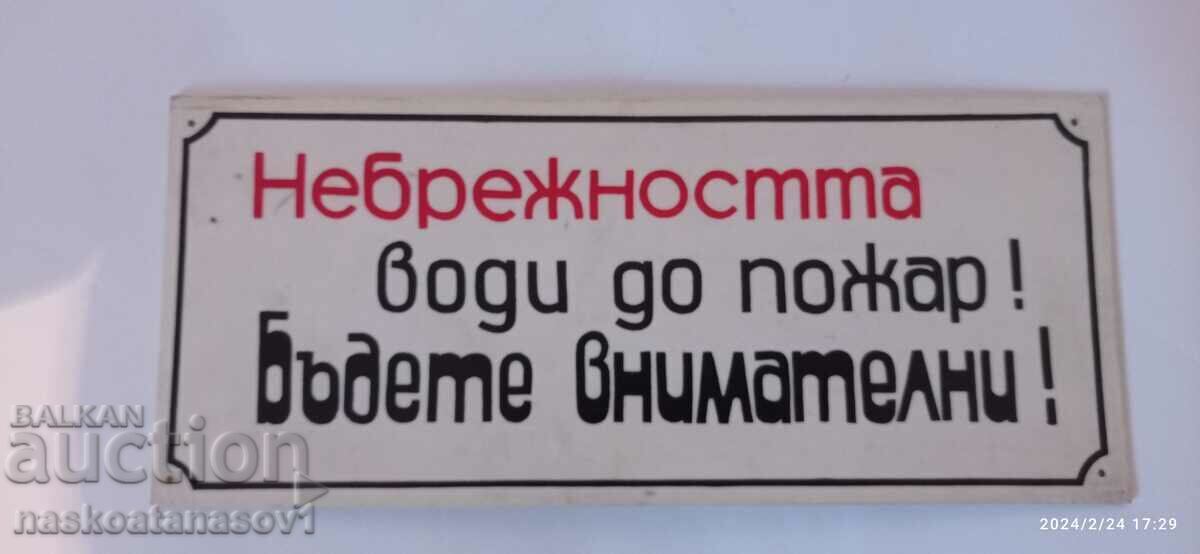 Небрежността
води до пожар!
Бъдете внимателни!
BALKAN
auction
naskoatanasov1
2024/2/24 17:29